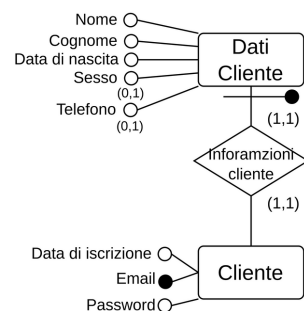 Nome
Cognome
Data di nascita
Sesso
(0,1)
Telefono
(0,1)
Dati
Cliente
(1,1)
Inforamzioni
cliente
(1,1)
Data di iscrizione
Email
Password
Cliente